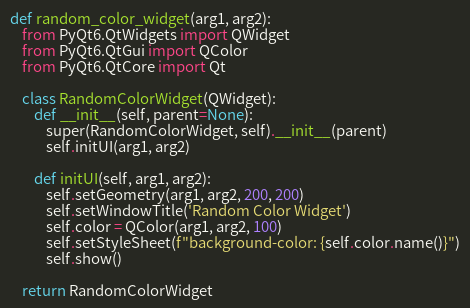 def random_color_widget(arg1, arg2):
    from PyQt6.QtWidgets import QWidget
    from PyQt6.QtGui import QColor
    from PyQt6.QtCore import Qt

    class RandomColorWidget(QWidget):
        def __init__(self, parent=None):
            super(RandomColorWidget, self).__init__(parent)
            self.initUI(arg1, arg2)

        def initUI(self, arg1, arg2):
            self.setGeometry(arg1, arg2, 200, 200)
            self.setWindowTitle('Random Color Widget')
            self.color = QColor(arg1, arg2, 100)
            self.setStyleSheet(f"background-color: {self.color.name()}")
            self.show()

    return RandomColorWidget